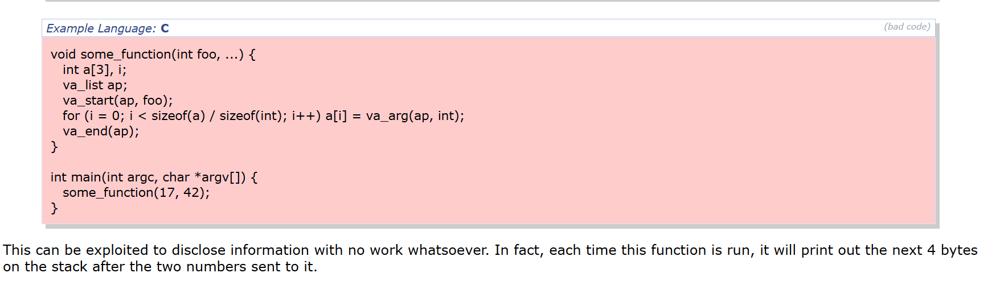 Example Language: C
(bad code)
void some_function(int foo, ...) {
int a[3], i;
va_list ap;
va_start(ap, foo);
for (i = 0; i < sizeof(a) / sizeof(int); i++) a[i] = va_arg(ap, int);
va_end(ap);
}
int main(int argc, char *argv[]) {
some_function(17, 42);
}
This can be exploited to disclose information with no work whatsoever. In fact, each time this function is run, it will print out the next 4 bytes
on the stack after the two numbers sent to it.